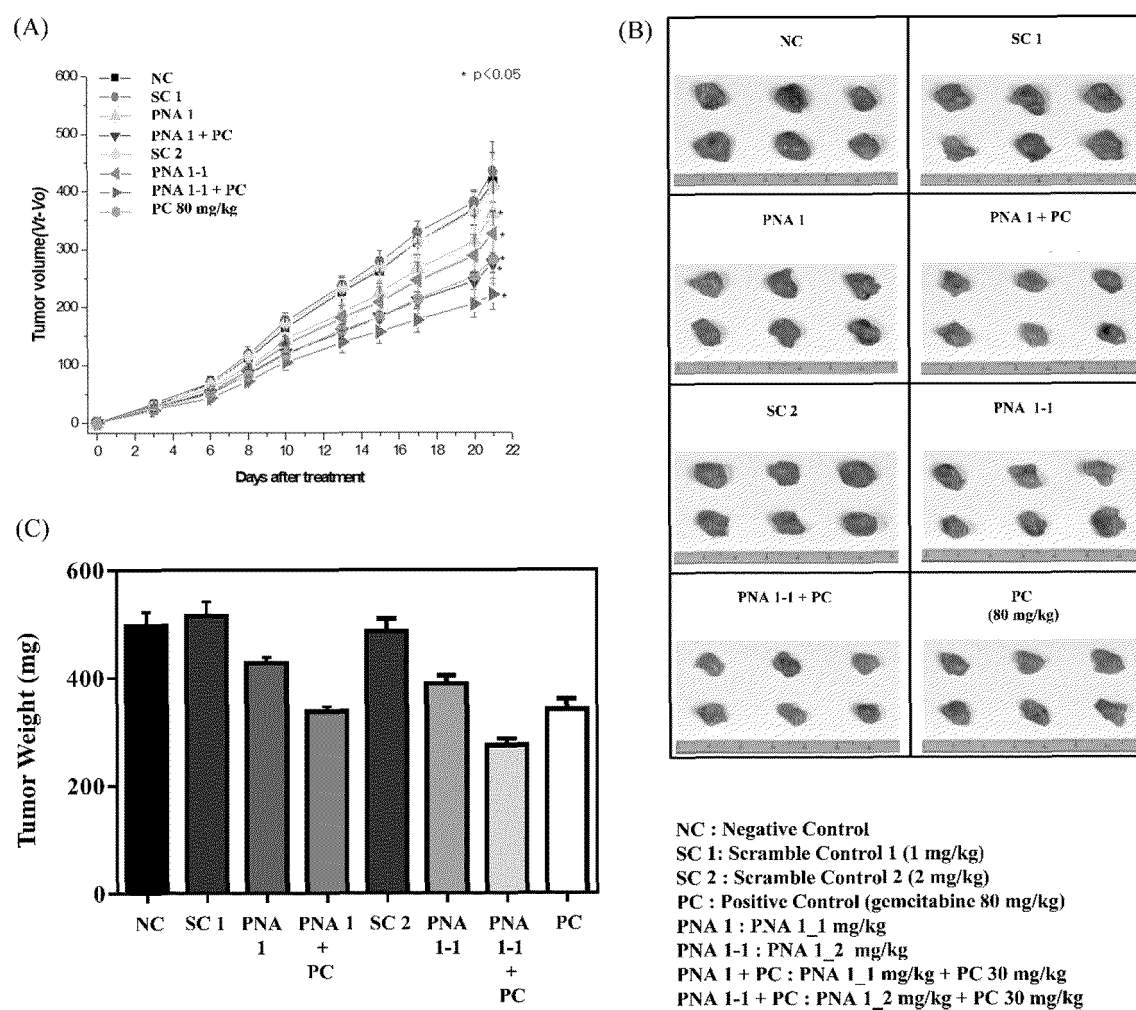 (A)
* p<0.05
NC
SC 1
PNA 1
PNA 1 + PC
SC 2
PNA 1-1
PNA 1-1 + PC
PC 80 mg/kg
Tumor volume(Vt-Vo)
600
500
400
300
200
100
0
0 2 4 6 8 10 12 14 16 18 20 22
Days after treatment
*
*
*
*
*
(B)
NC
SC 1
PNA 1
PNA 1 + PC
SC 2
PNA 1-1
PNA 1-1 + PC
PC
(80 mg/kg)
(C)
Tumor Weight (mg)
600
400
200
0
NC
SC 1
PNA
1
PNA 1
+
PC
SC 2
PNA
1-1
PNA
1-1
+
PC
PC
NC : Negative Control
SC 1: Scramble Control 1 (1 mg/kg)
SC 2 : Scramble Control 2 (2 mg/kg)
PC : Positive Control (gemcitabine 80 mg/kg)
PNA 1 : PNA 1_1 mg/kg
PNA 1-1 : PNA 1_2 mg/kg
PNA 1 + PC : PNA 1_1 mg/kg + PC 30 mg/kg
PNA 1-1 + PC : PNA 1_2 mg/kg + PC 30 mg/kg